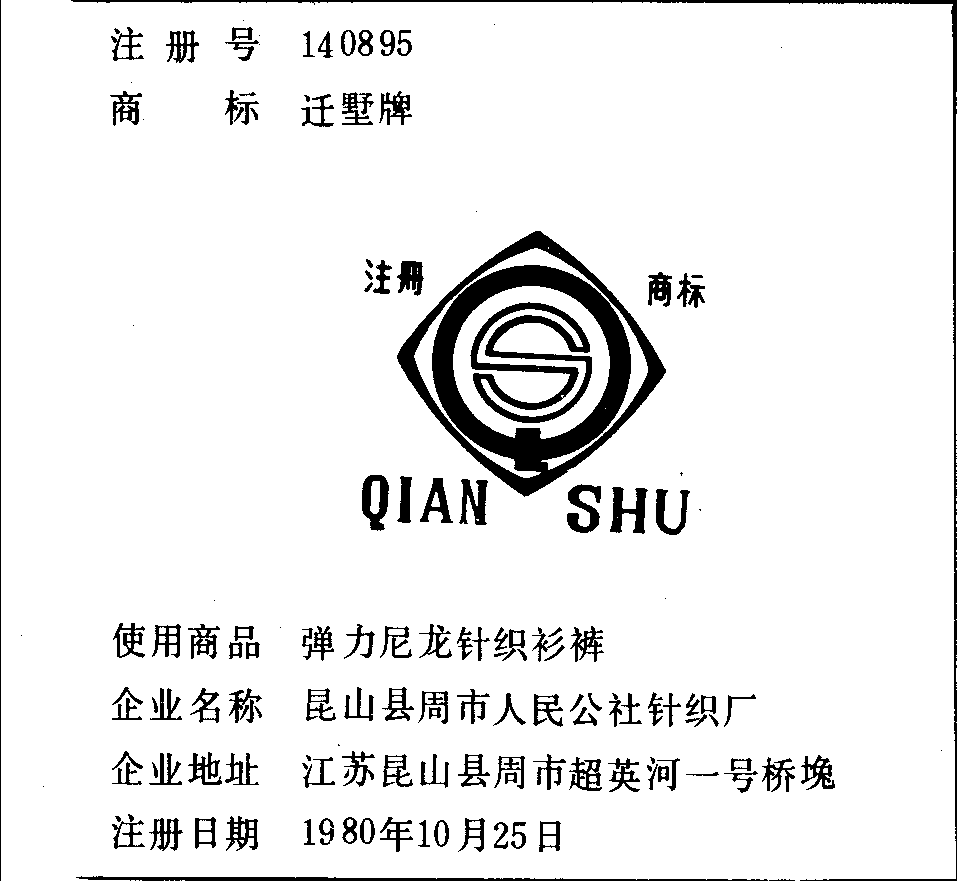 注册号 140895
商标 迁墅牌
注册 商标
QIAN SHU
使用商品 弹力尼龙针织衫裤
企业名称 昆山县周市人民公社针织厂
企业地址 江苏昆山县周市超英河一号桥堍
注册日期 1980年10月25日